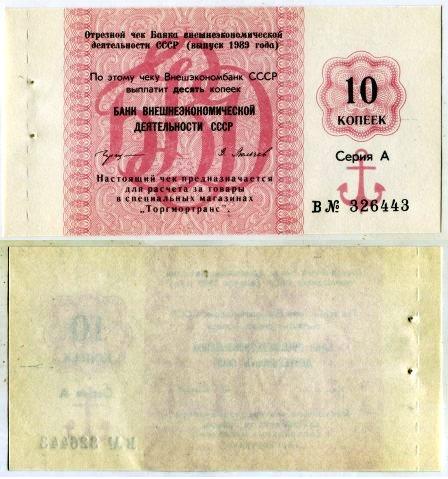 Отрезной чек Банка внешнеэкономической
деятельности СССР (выпуск 1989 года)
По этому чеку Внешэкономбанк СССР
выплатит десять копеек
БАНК ВНЕШНЕЭКОНОМИЧЕСКОЙ
ДЕЯТЕЛЬНОСТИ СССР
Настоящий чек предназначается
для расчета за товары
в специальных магазинах
"Торгмортранс".
10
КОПЕЕК
Серия А
В № 326443